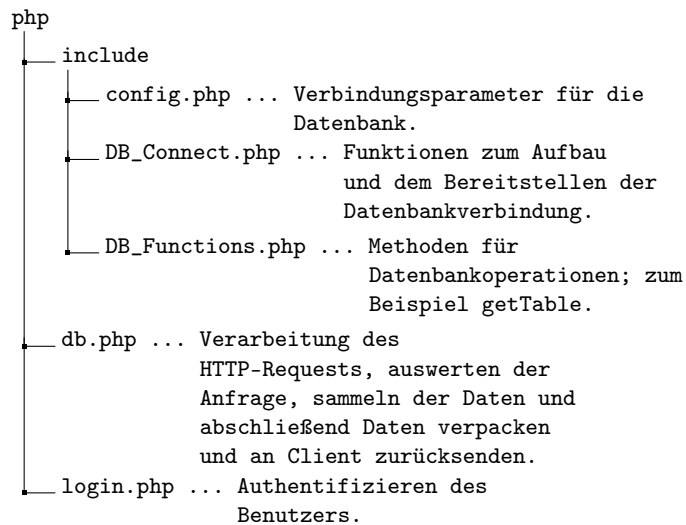 php
include
config.php ... Verbindungsparameter für die
Datenbank.
DB_Connect.php ... Funktionen zum Aufbau
und dem Bereitstellen der
Datenbankverbindung.
DB_Functions.php ... Methoden für
Datenbankoperationen; zum
Beispiel getTable.
db.php ... Verarbeitung des
HTTP-Requests, auswerten der
Anfrage, sammeln der Daten und
abschließend Daten verpacken
und an Client zurücksenden.
login.php ... Authentifizieren des
Benutzers.